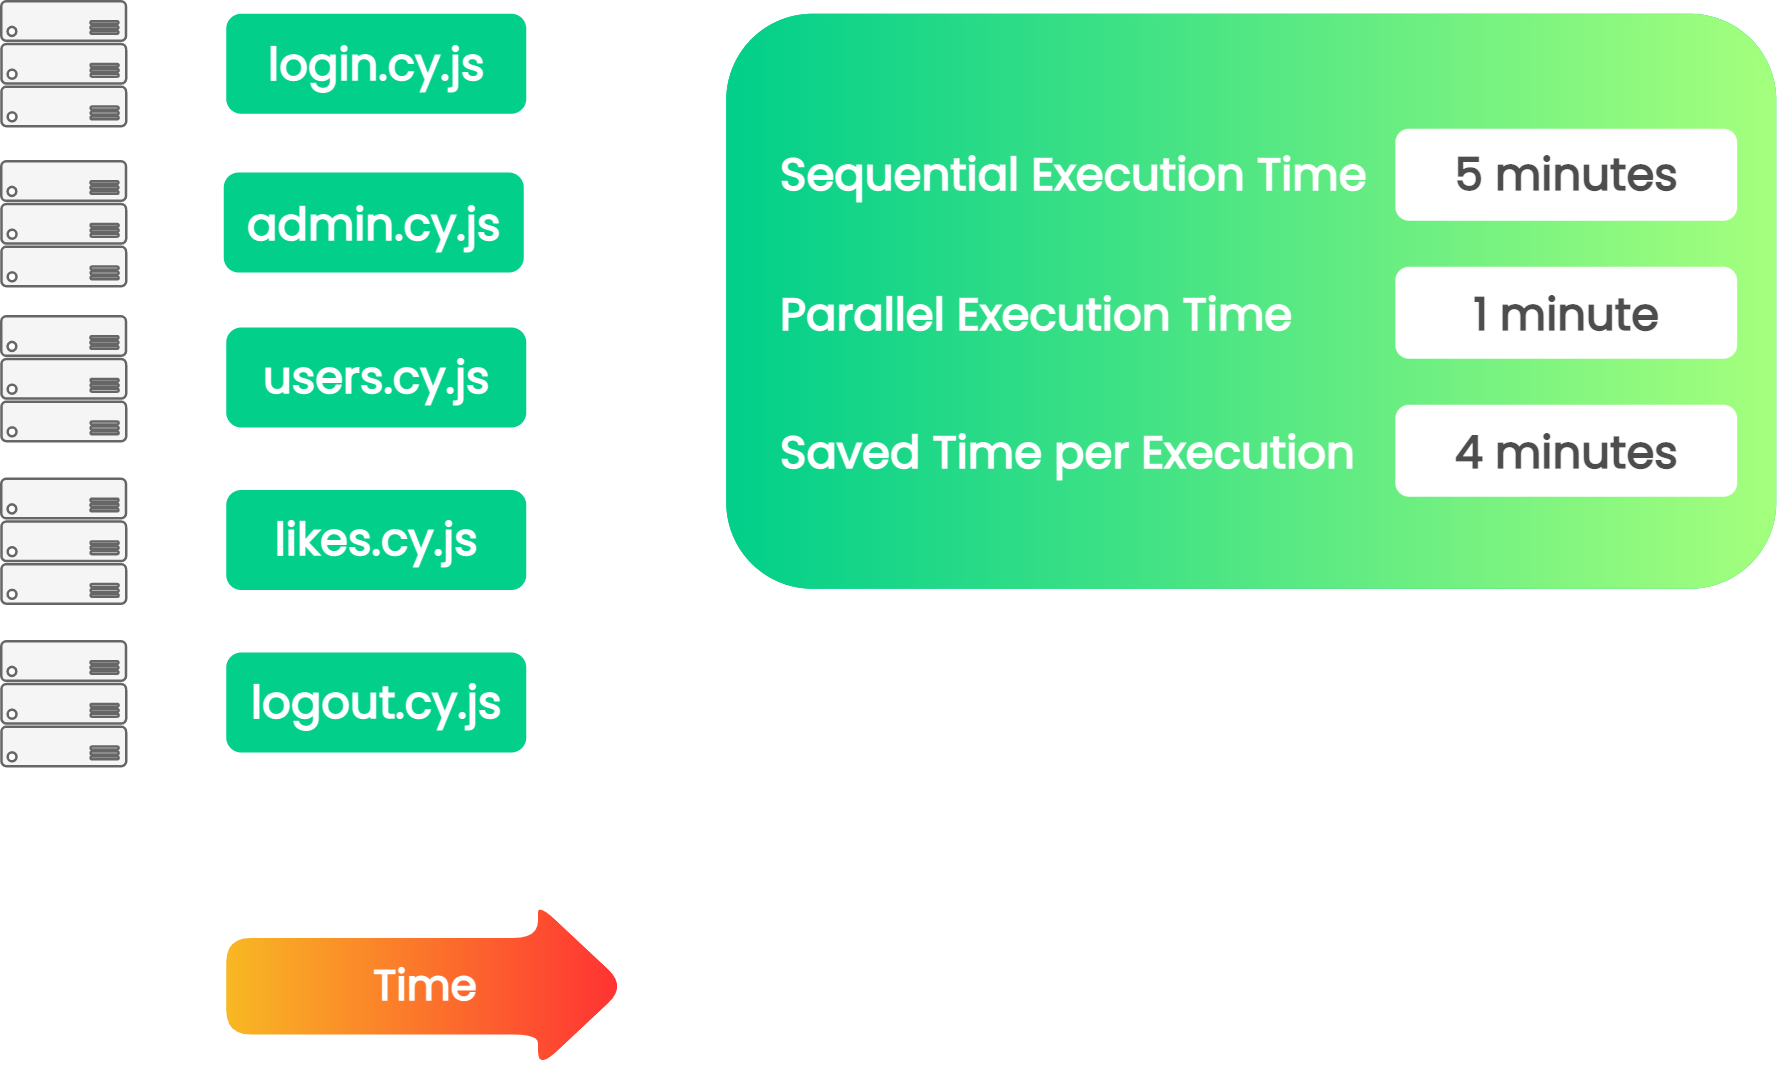 login.cy.js
admin.cy.js
users.cy.js
likes.cy.js
logout.cy.js
Time
Sequential Execution Time 5 minutes
Parallel Execution Time 1 minute
Saved Time per Execution 4 minutes